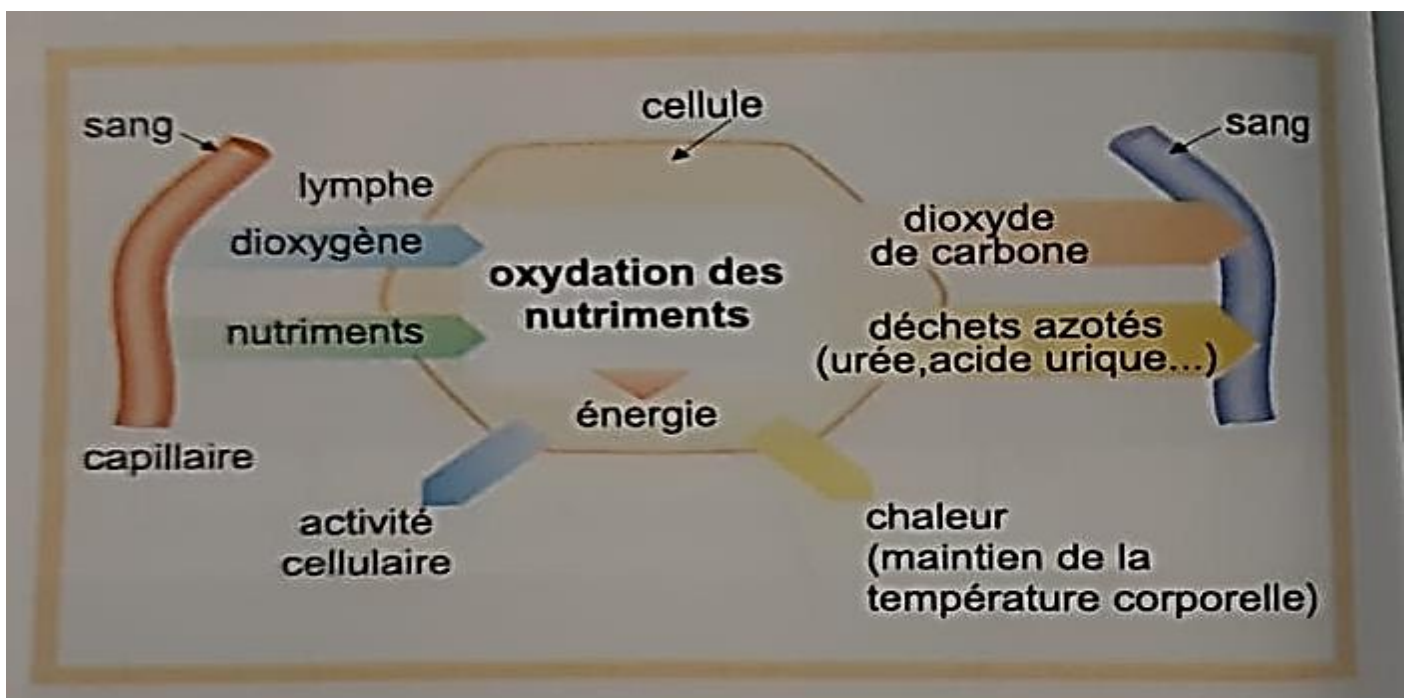 cellule
sang
sang
lymphe
dioxygène
nutriments
capillaire
oxydation des
nutriments
énergie
dioxyde
de carbone
déchets azotés
(urée,acide urique...)
activité
cellulaire
chaleur
(maintien de la
température corporelle)